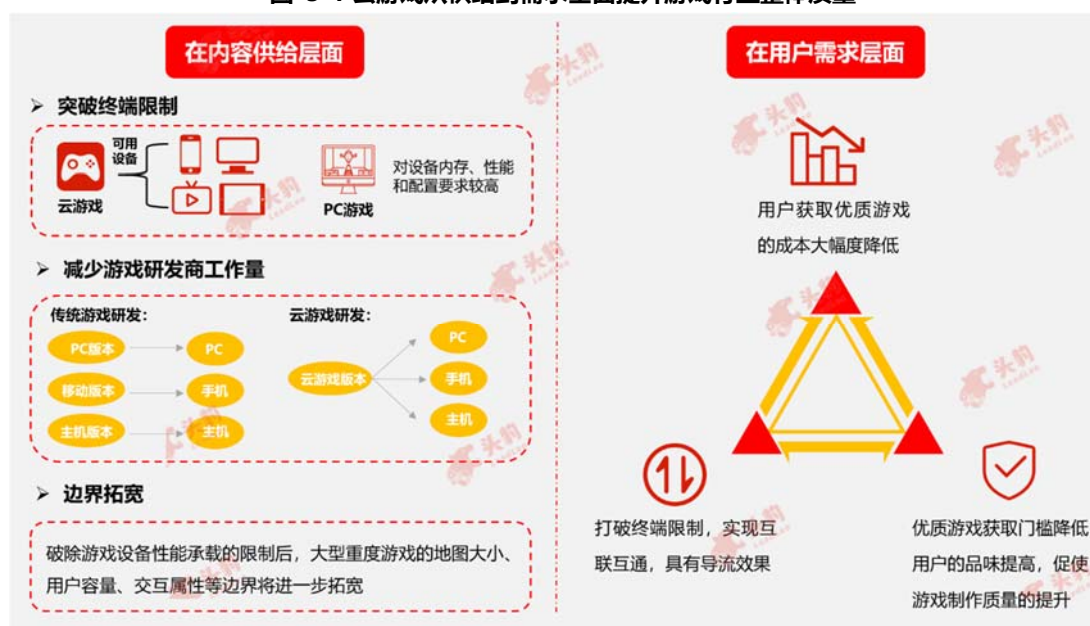 在内容供给层面
突破终端限制
可用
设备
云游戏
PC游戏
对设备内存、性能
和配置要求较高
减少游戏研发商工作量
传统游戏研发：
云游戏研发：
PC版本
PC
移动版本
手机
主机版本
主机
云游戏版本
PC
手机
主机
边界拓宽
破除游戏设备性能承载的限制后，大型重度游戏的地图大小、
用户容量、交互属性等边界将进一步拓宽
在用户需求层面
用户获取优质游戏
的成本大幅度降低
打破终端限制，实现互
联互通，具有导流效果
优质游戏获取门槛降低
用户的品味提高，促使
游戏制作质量的提升
头豹
LeadLeo